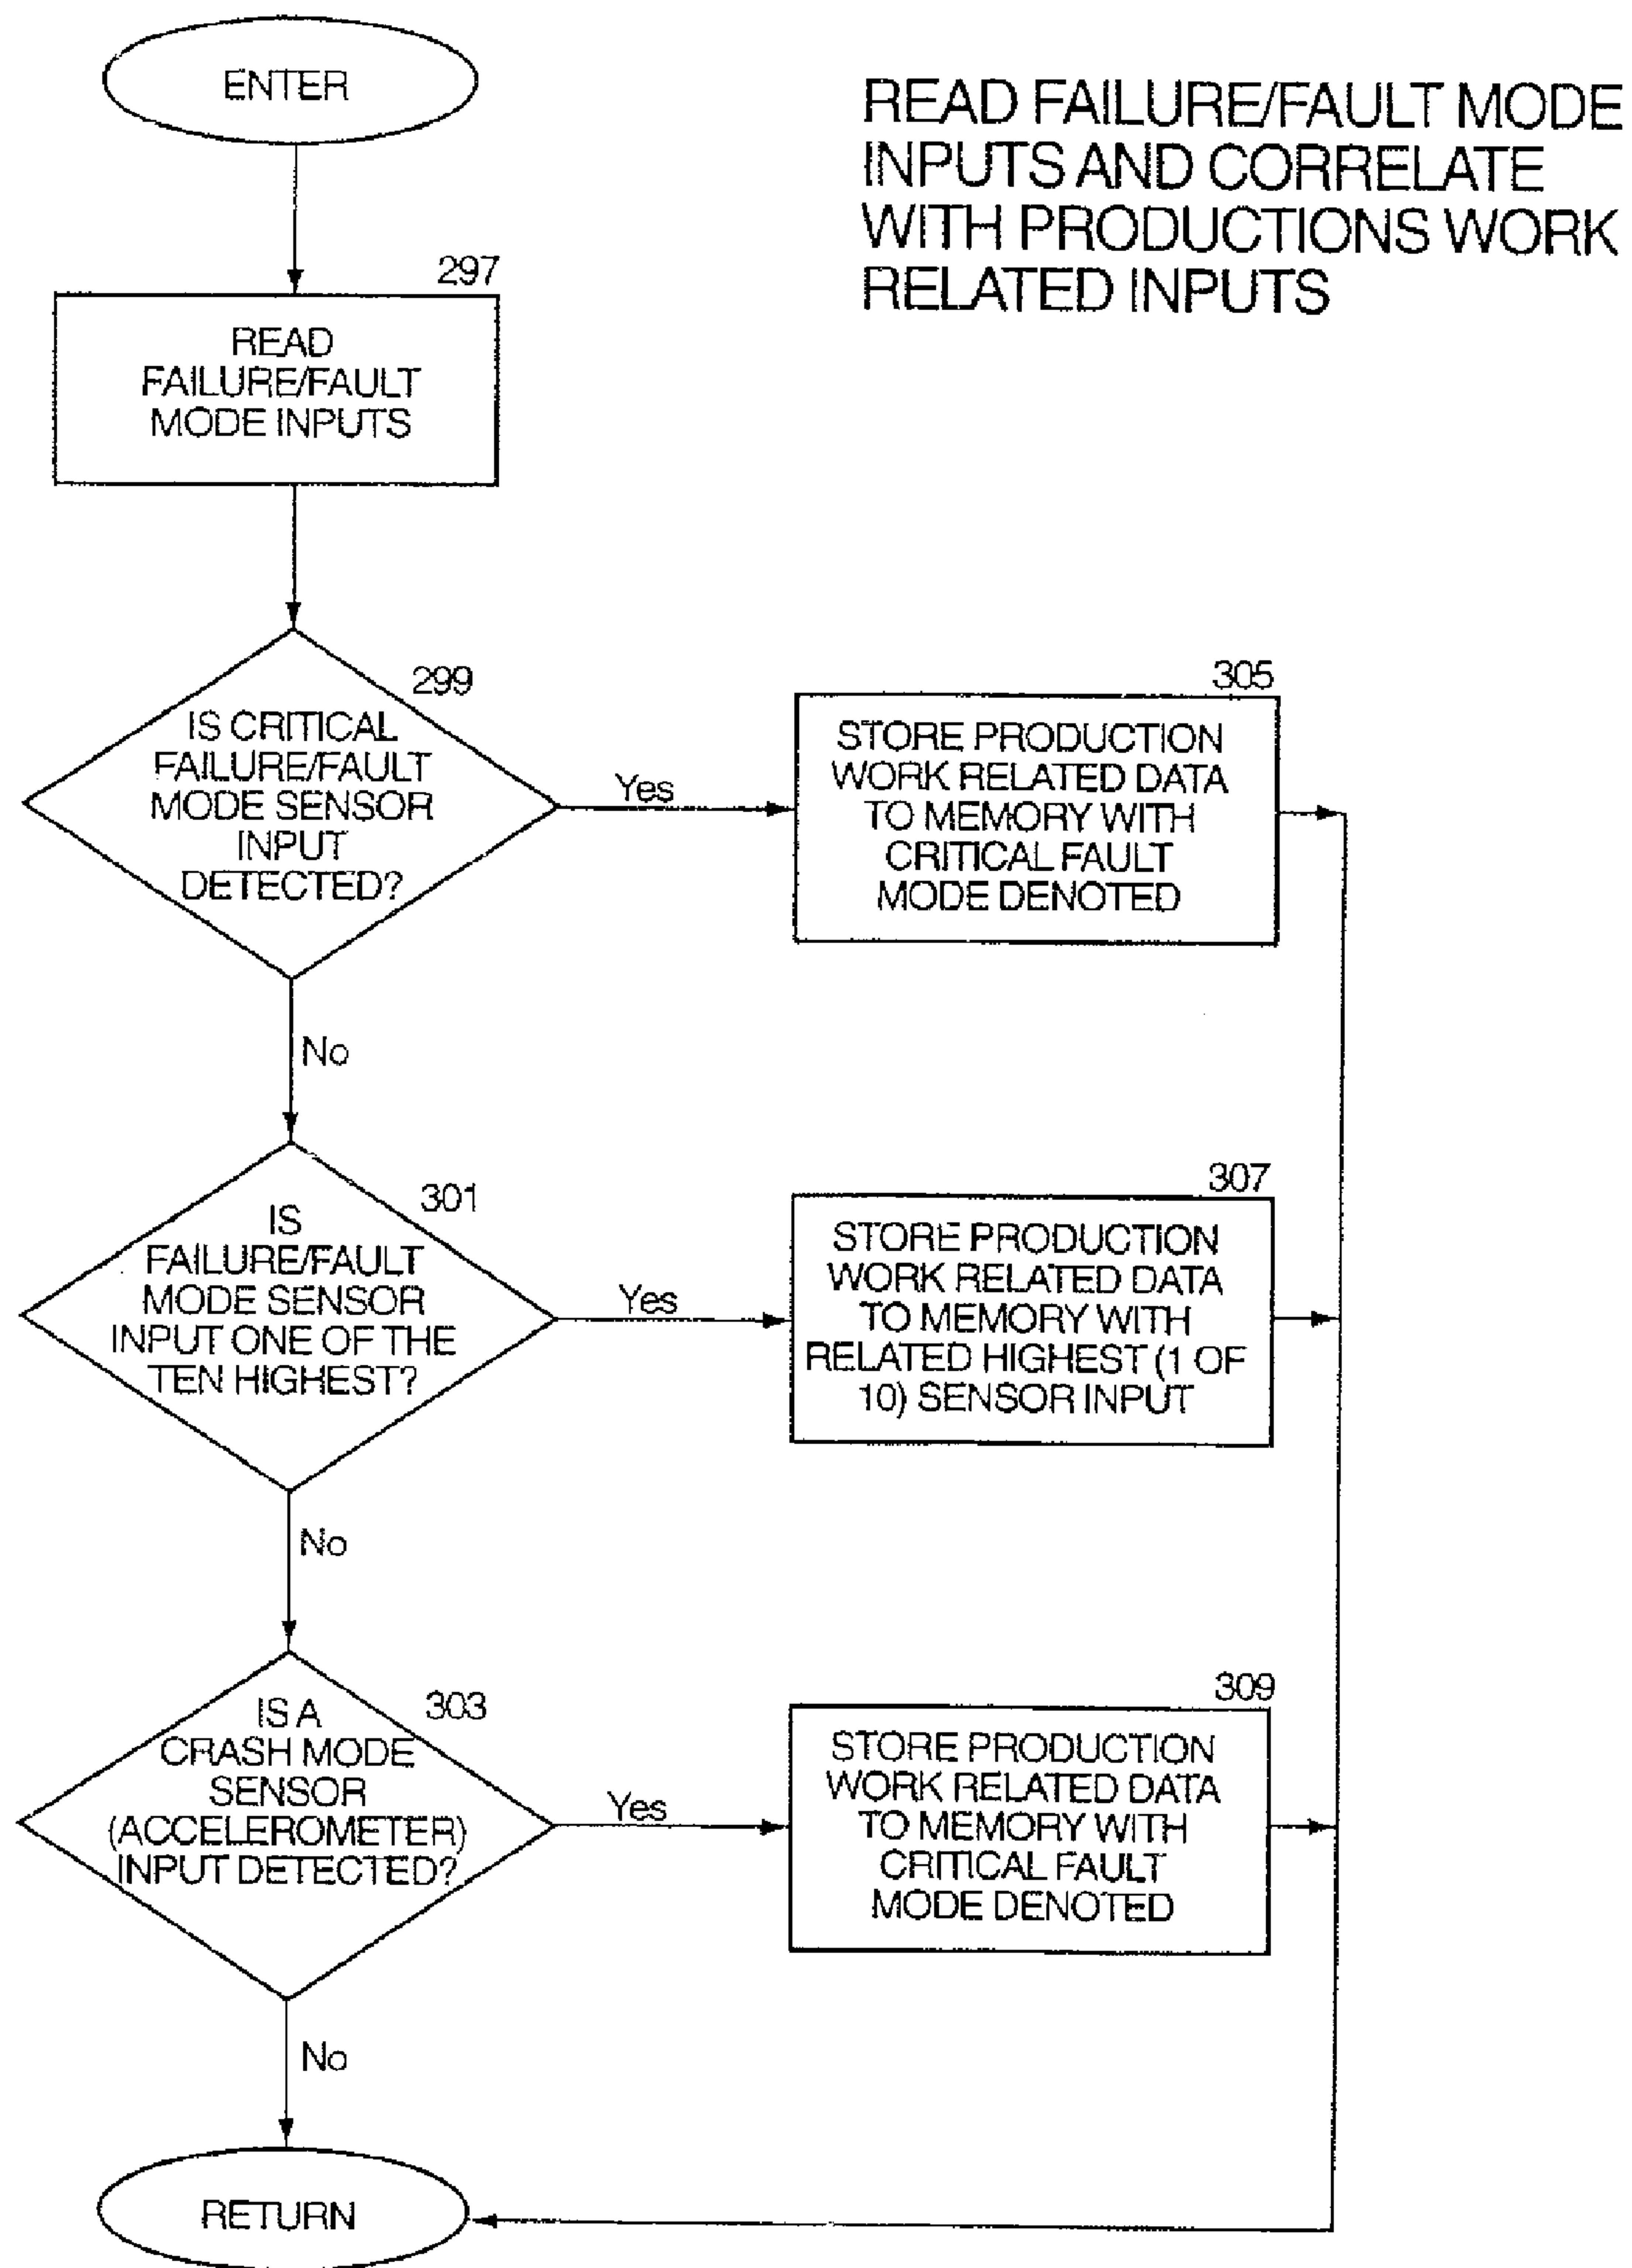 ENTER
READ FAILURE/FAULT MODE
INPUTS AND CORRELATE
WITH PRODUCTIONS WORK
RELATED INPUTS
297
READ
FAILURE/FAULT
MODE INPUTS
299
IS CRITICAL
FAILURE/FAULT
MODE SENSOR
INPUT
DETECTED?
Yes
305
STORE PRODUCTION
WORK RELATED DATA
TO MEMORY WITH
CRITICAL FAULT
MODE DENOTED
No
301
IS
FAILURE/FAULT
MODE SENSOR
INPUT ONE OF THE
TEN HIGHEST?
Yes
307
STORE PRODUCTION
WORK RELATED DATA
TO MEMORY WITH
RELATED HIGHEST (1 OF
10) SENSOR INPUT
No
303
IS A
CRASH MODE
SENSOR
(ACCELEROMETER)
INPUT DETECTED?
Yes
309
STORE PRODUCTION
WORK RELATED DATA
TO MEMORY WITH
CRITICAL FAULT
MODE DENOTED
No
RETURN